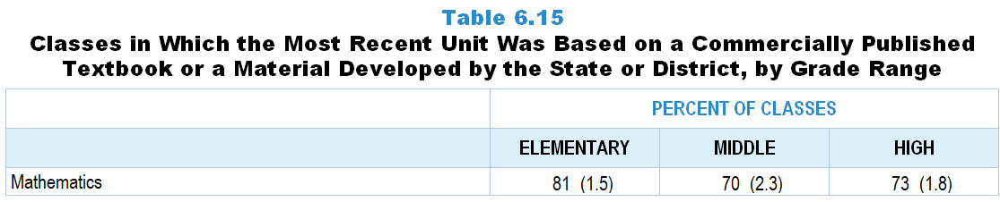 Table 6.15
Classes in Which the Most Recent Unit Was Based on a Commercially Published
Textbook or a Material Developed by the State or District, by Grade Range
PERCENT OF CLASSES
ELEMENTARY MIDDLE HIGH
Mathematics 81 (1.5) 70 (2.3) 73 (1.8)